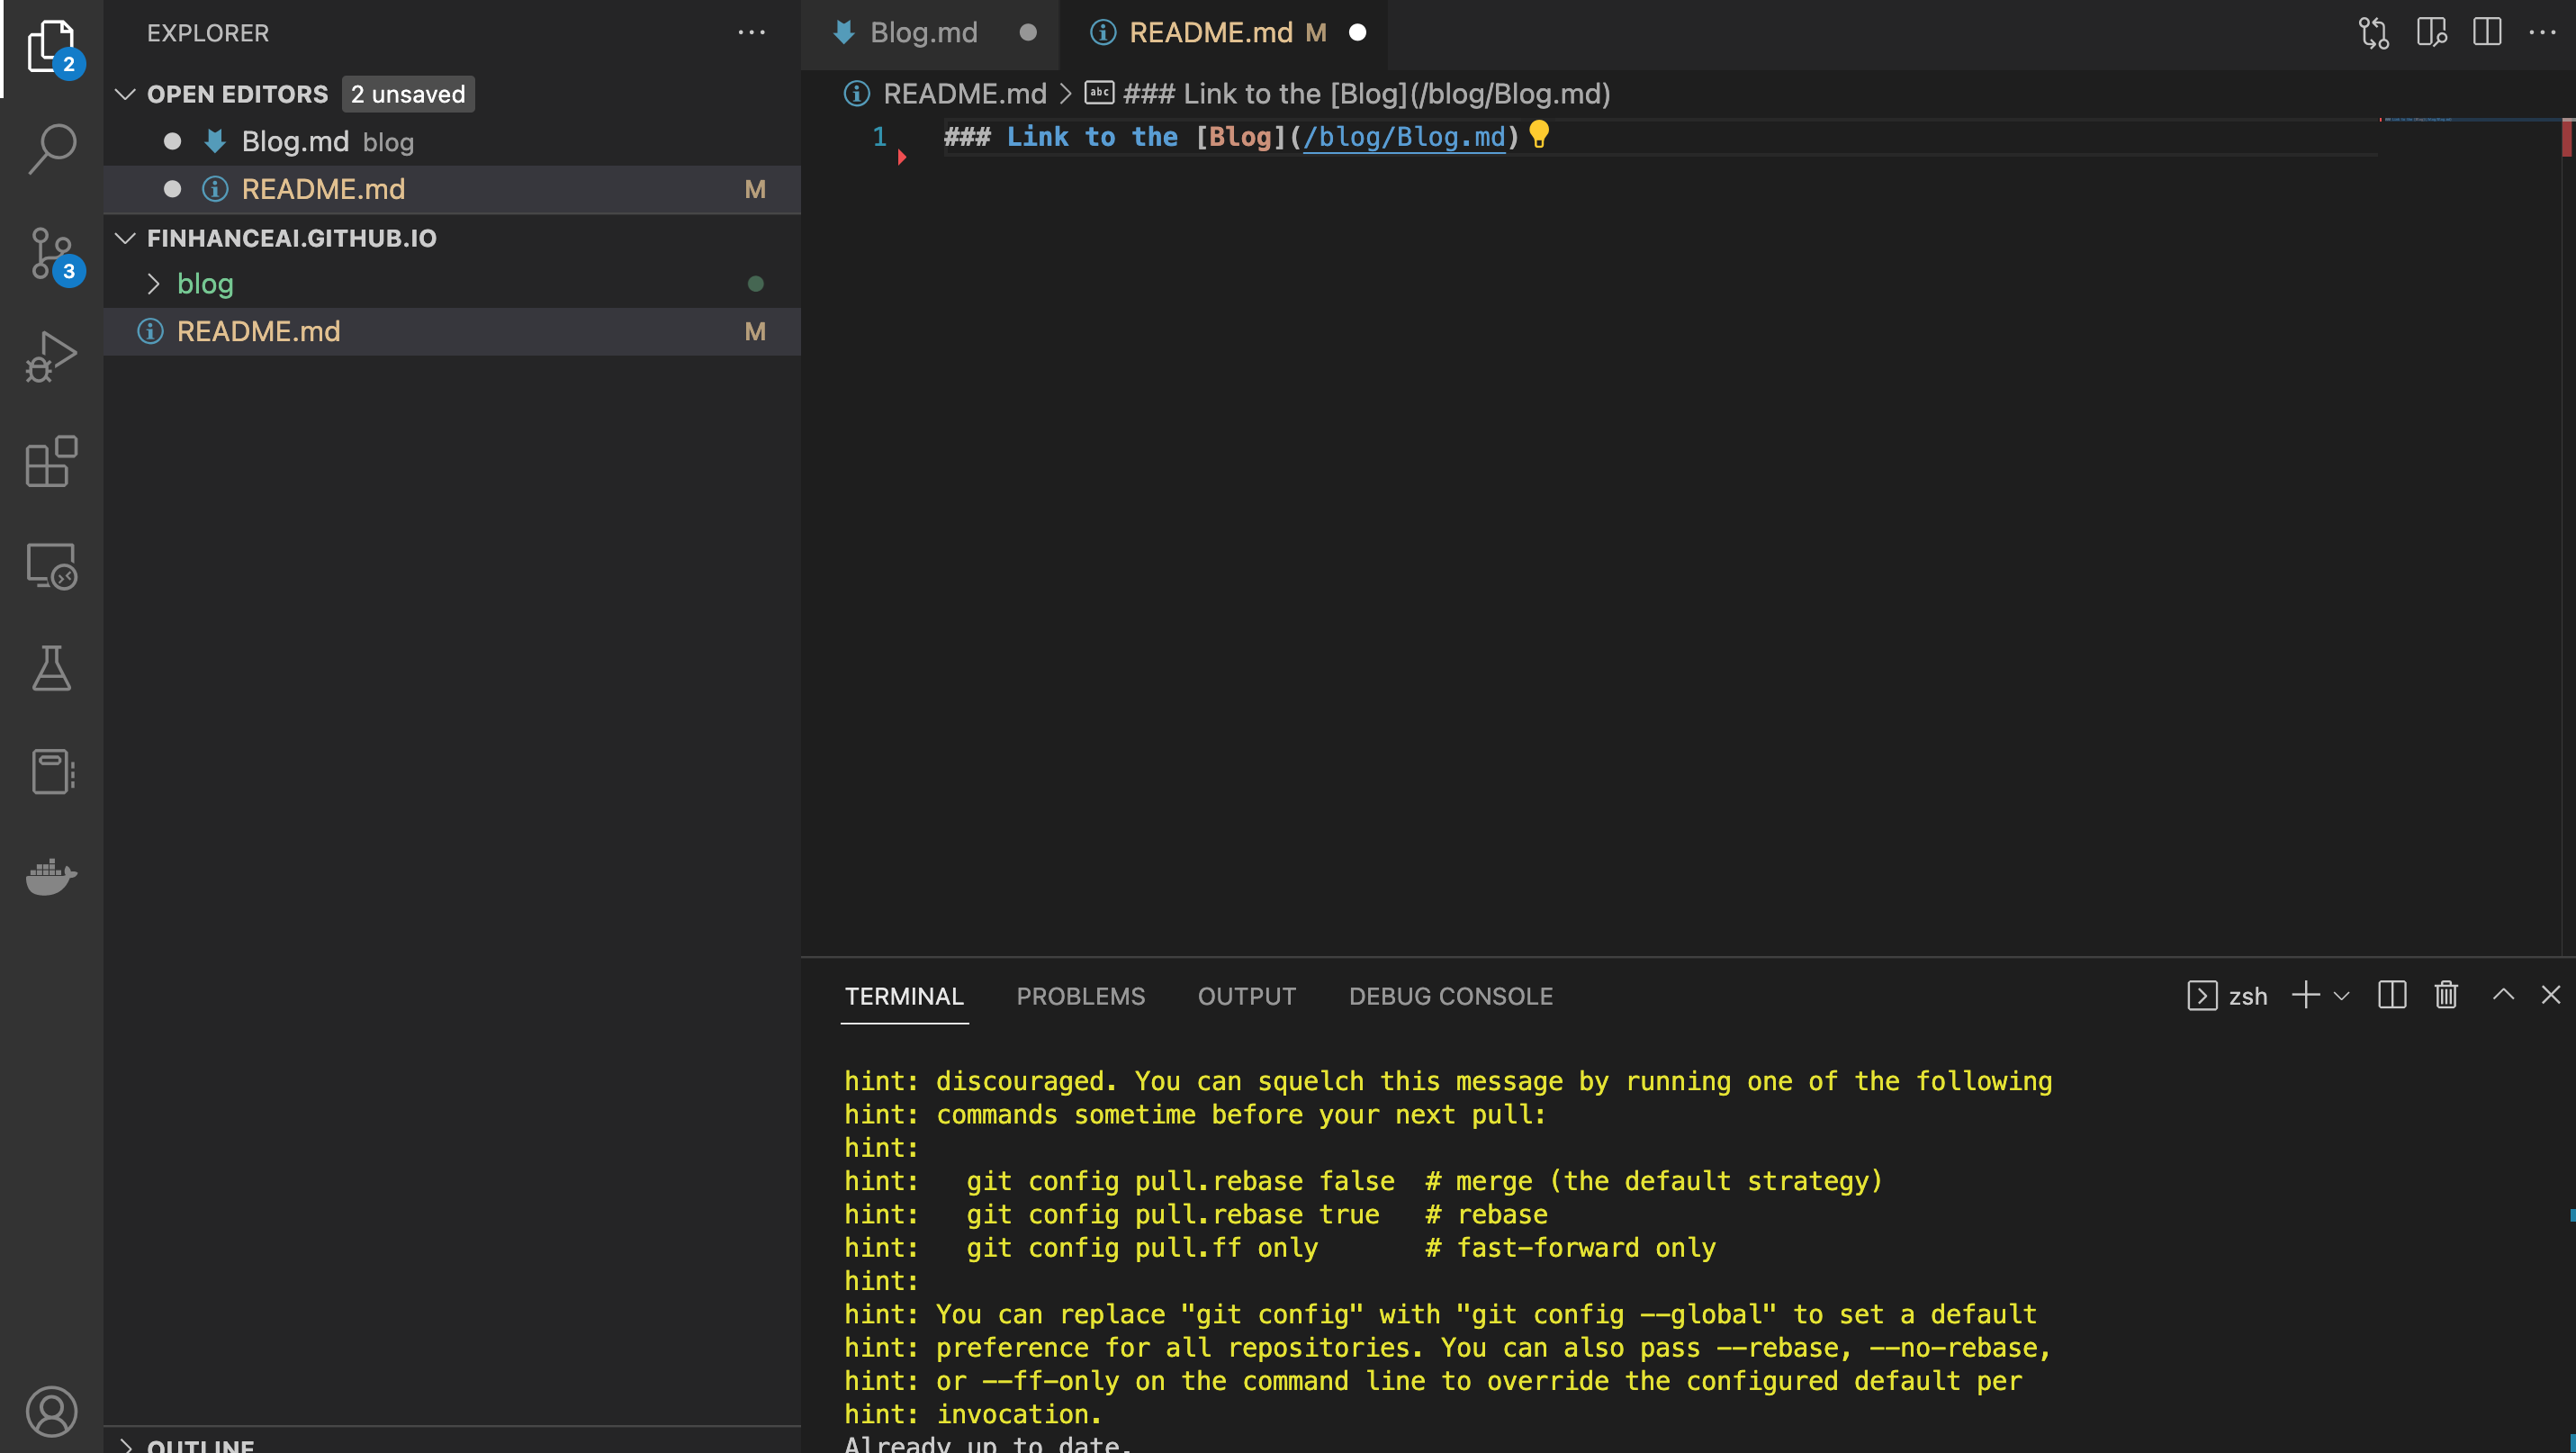 2
3
EXPLORER
OPEN EDITORS 2 unsaved
Blog.md blog
README.md M
FINHANCEAI.GITHUB.IO
blog
README.md M
OUTLINE
Blog.md
README.md M
README.md > abc ### Link to the [Blog](/blog/Blog.md)
1 ### Link to the [Blog](/blog/Blog.md)
TERMINAL PROBLEMS OUTPUT DEBUG CONSOLE
zsh
hint: discouraged. You can squelch this message by running one of the following
hint: commands sometime before your next pull:
hint:
hint:   git config pull.rebase false  # merge (the default strategy)
hint:   git config pull.rebase true   # rebase
hint:   git config pull.ff only       # fast-forward only
hint:
hint: You can replace "git config" with "git config --global" to set a default
hint: preference for all repositories. You can also pass --rebase, --no-rebase,
hint: or --ff-only on the command line to override the configured default per
hint: invocation.
Already up to date.